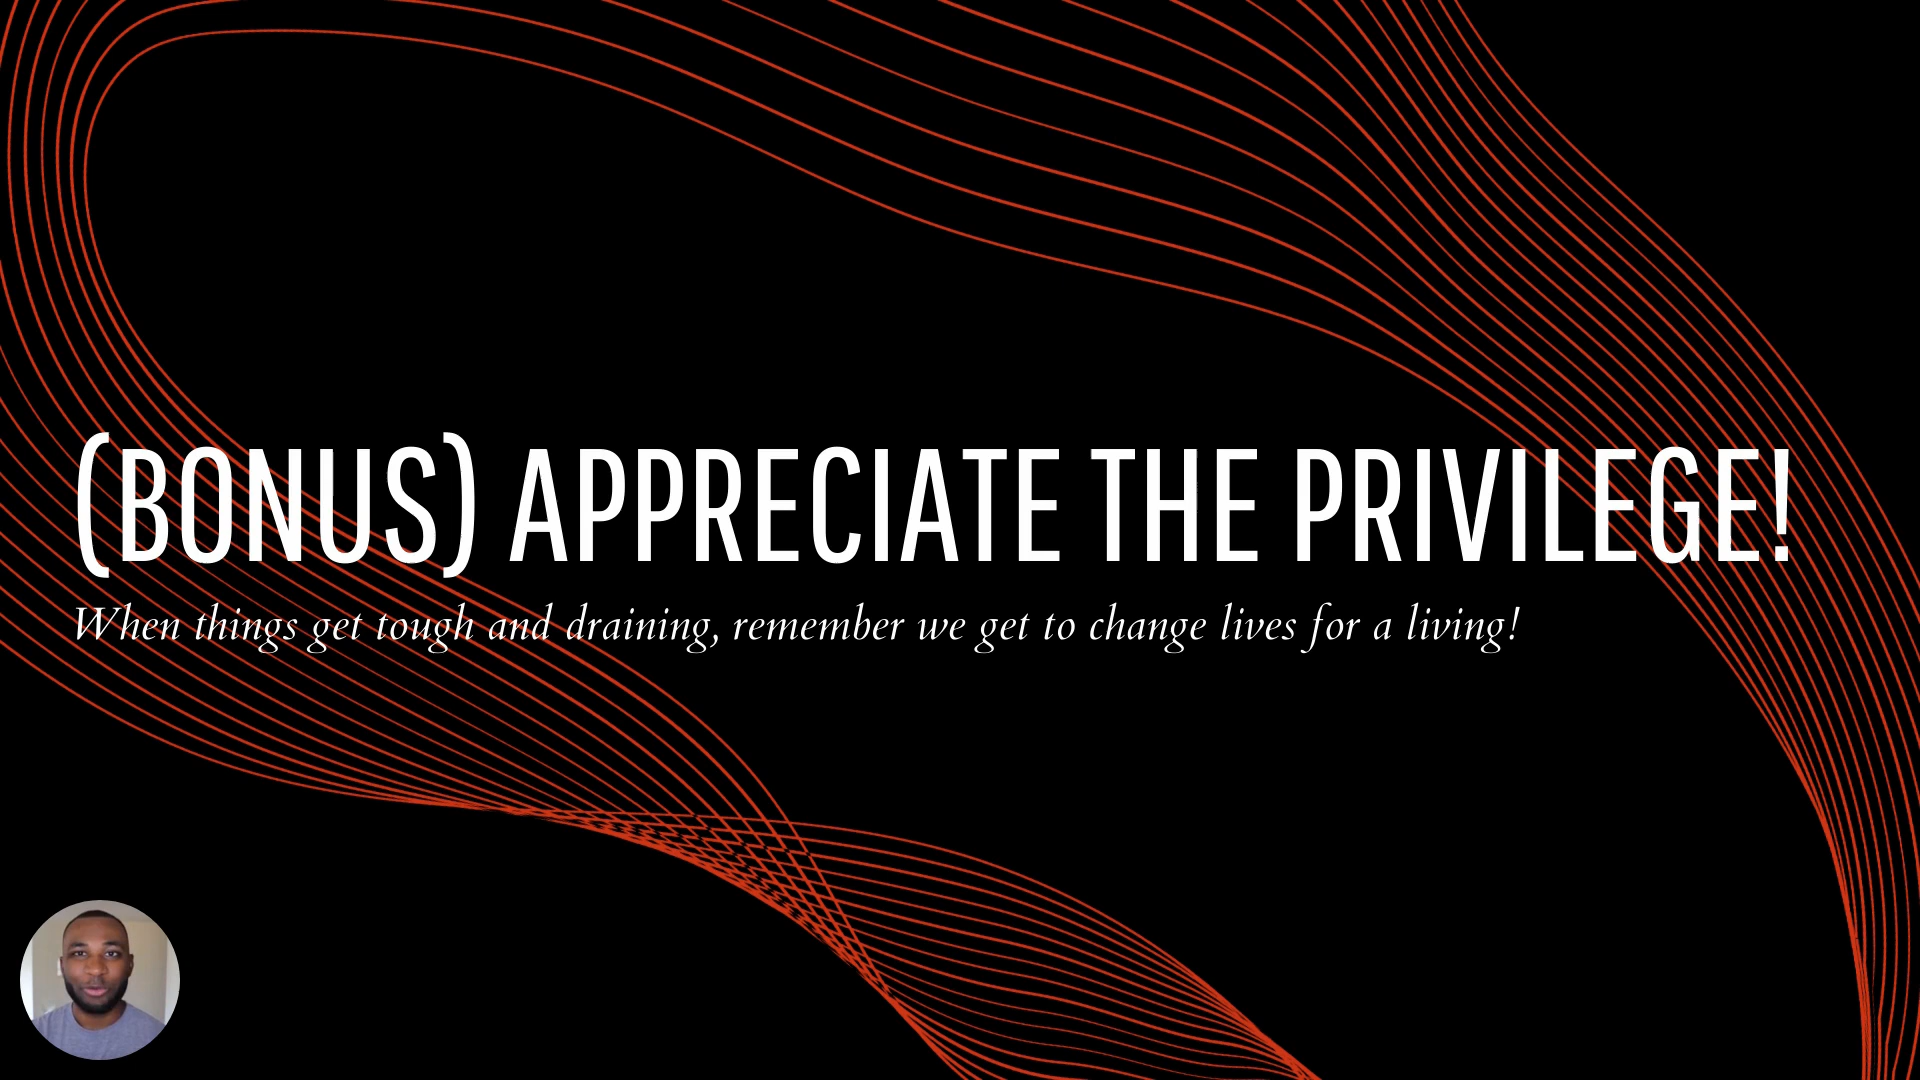 (BONUS) APPRECIATE THE PRIVILEGE!
When things get tough and draining, remember we get to change lives for a living!